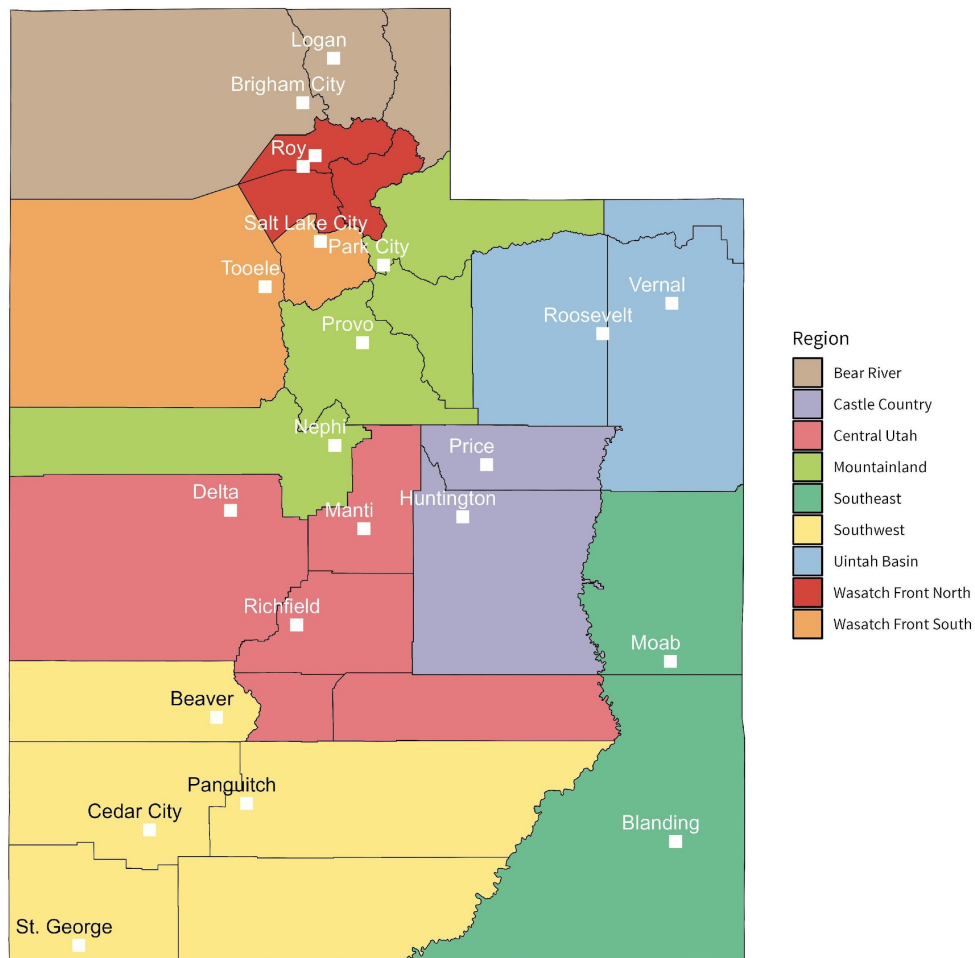 Logan
Brigham City
Roy
Salt Lake City
Park City
Tooele
Vernal
Roosevelt
Provo
Nephi
Price
Delta
Huntington
Manti
Richfield
Moab
Beaver
Panguitch
Cedar City
Blanding
St. George
Region
Bear River
Castle Country
Central Utah
Mountainland
Southeast
Southwest
Uintah Basin
Wasatch Front North
Wasatch Front South